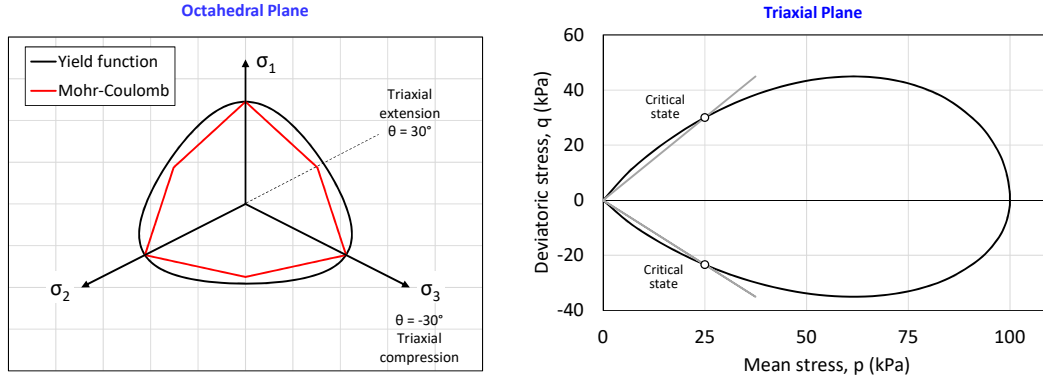 Octahedral Plane
Yield function
Mohr-Coulomb
σ1
Triaxial
extension
θ = 30°
σ2
σ3
θ = -30°
Triaxial
compression
Triaxial Plane
60
40
20
0
-20
-40
Deviatoric stress, q (kPa)
Critical
state
Critical
state
0
25
50
75
100
Mean stress, p (kPa)